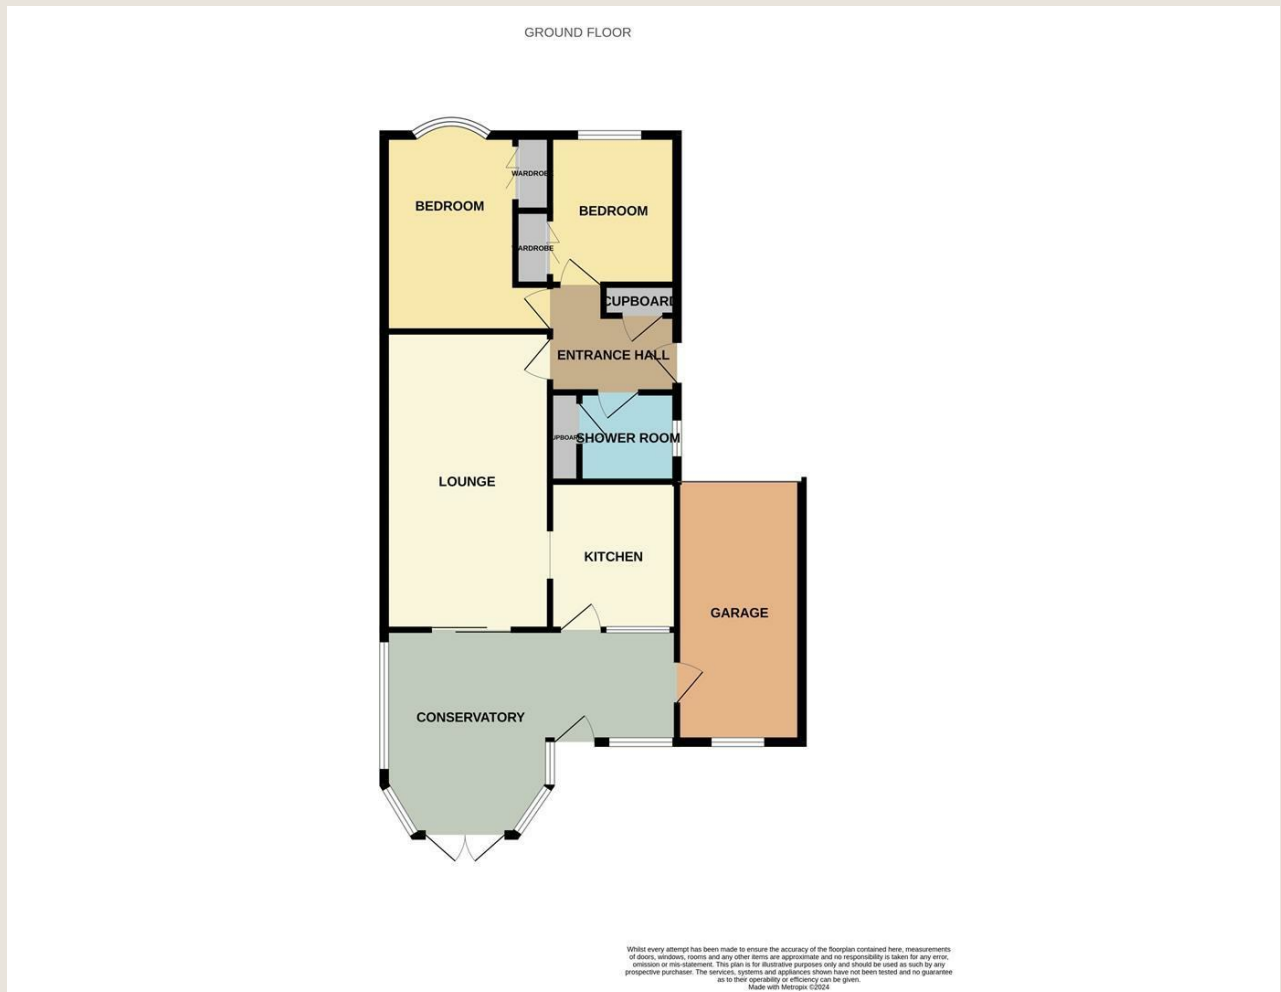 GROUND FLOOR
WARDROBE
BEDROOM
BEDROOM
WARDROBE
CUPBOARD
ENTRANCE HALL
CUPBOARD
SHOWER ROOM
LOUNGE
KITCHEN
GARAGE
CONSERVATORY
Whilst every attempt has been made to ensure the accuracy of the floorplan contained here, measurements
of doors, windows, rooms and any other items are approximate and no responsibility is taken for any error,
omission or mis-statement. This plan is for illustrative purposes only and should be used as such by any
prospective purchaser. The services, systems and appliances shown have not been tested and no guarantee
as to their operability or efficiency can be given.
Made with Metropix ©2024